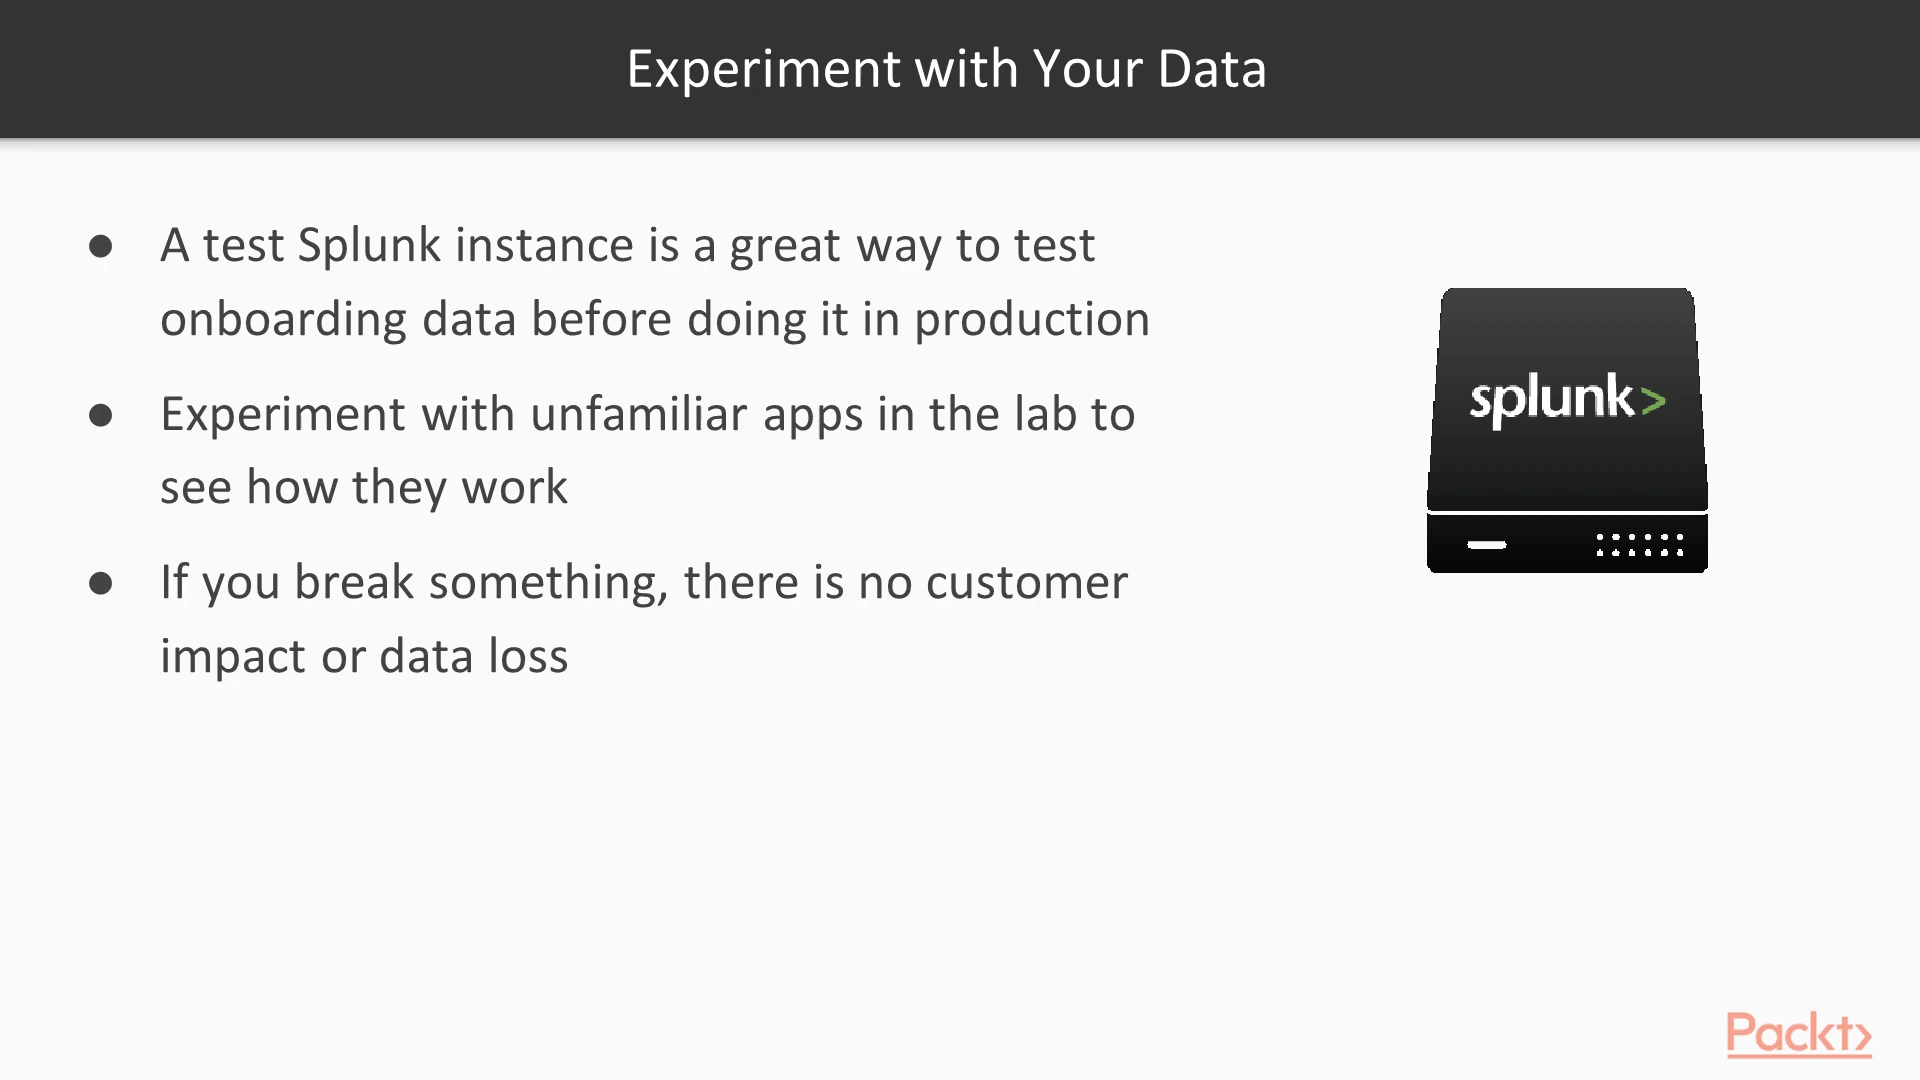 Experiment with Your Data
● A test Splunk instance is a great way to test
onboarding data before doing it in production
● Experiment with unfamiliar apps in the lab to
see how they work
● If you break something, there is no customer
impact or data loss
splunk>
Packt>